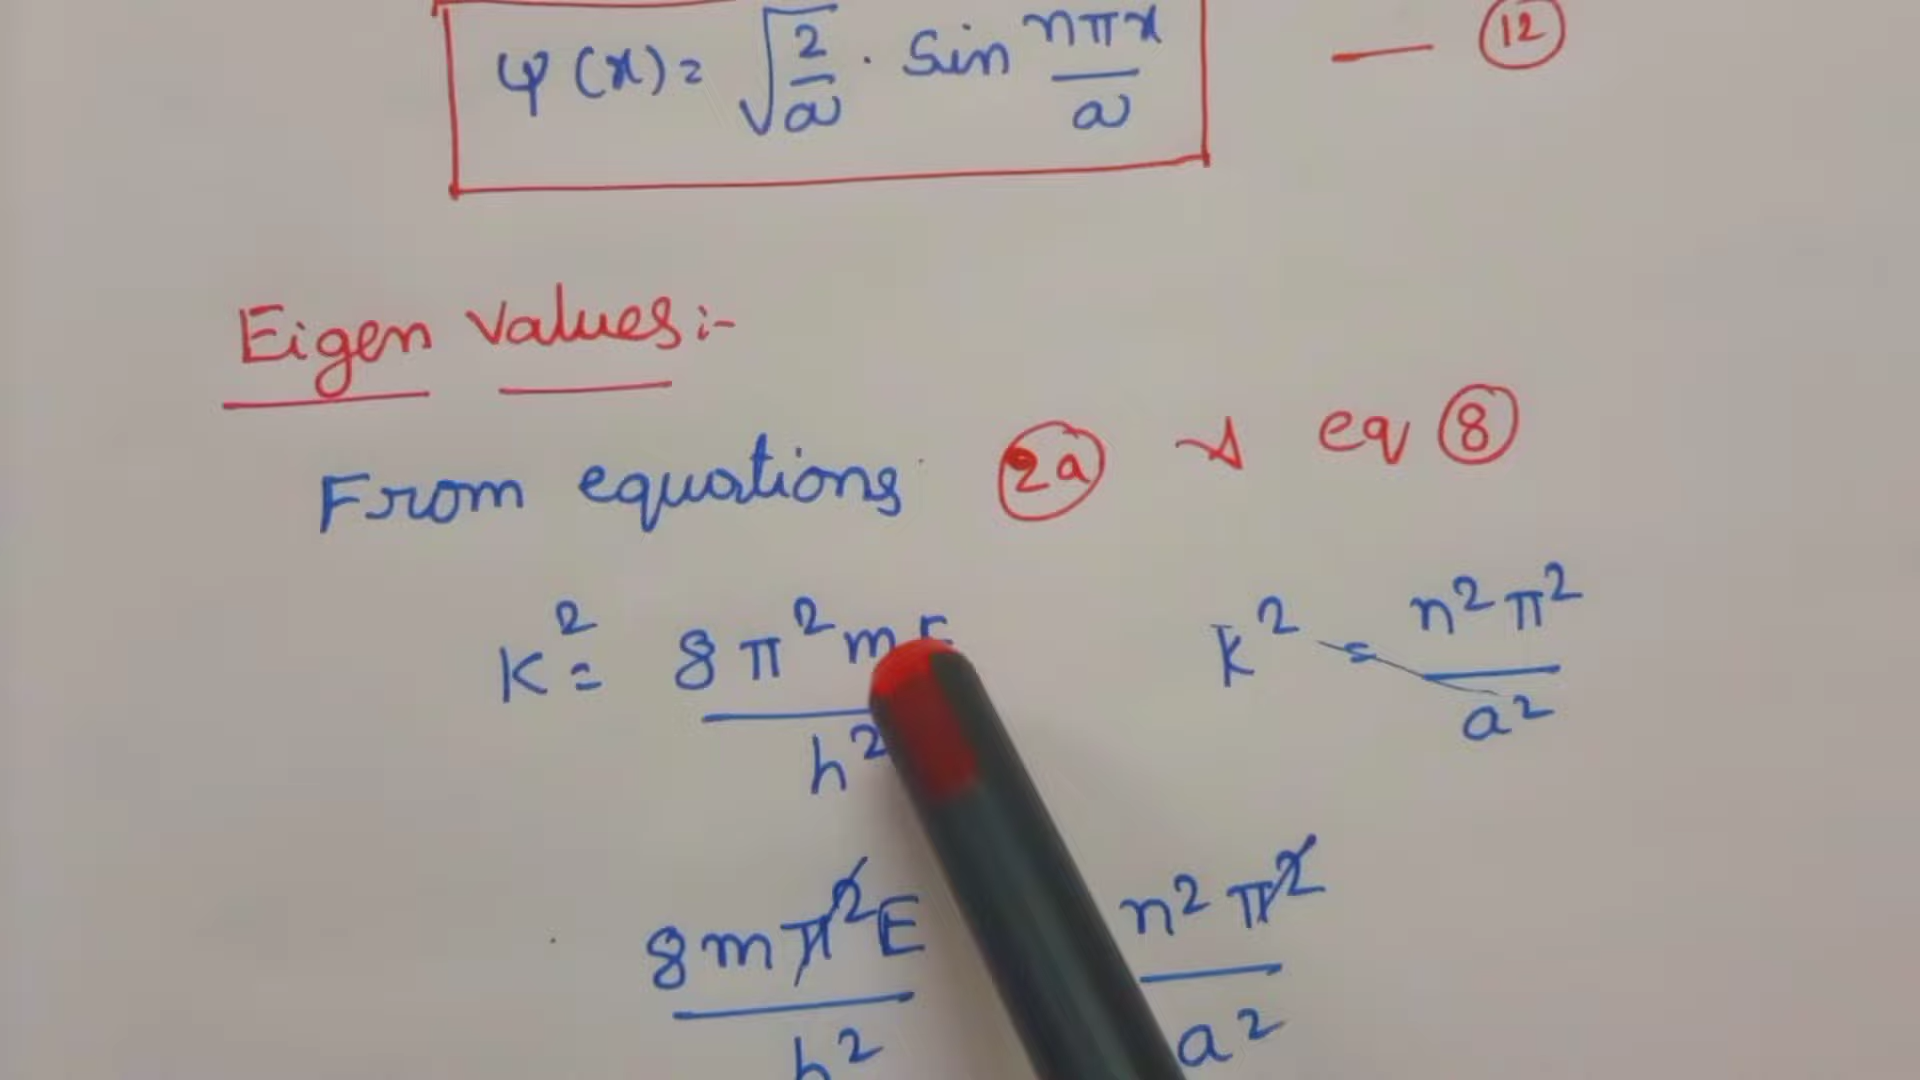 ψ(x) = √(2/a) · Sin nπx/a — 12
Eigen Values :-
From equations 2a & eq 8
K² = 8π²mE/h² k² = n²π²/a²
8mπ²E/h² n²π²/a²